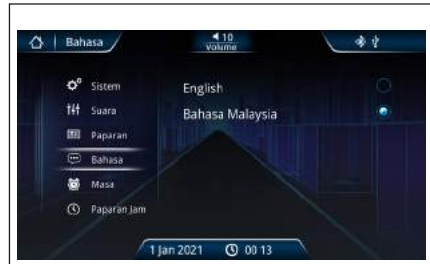 Bahasa
10
Volume
Sistem
Suara
Paparan
Bahasa
Masa
Paparan Jam
English
Bahasa Malaysia
1 Jan 2021
00 13